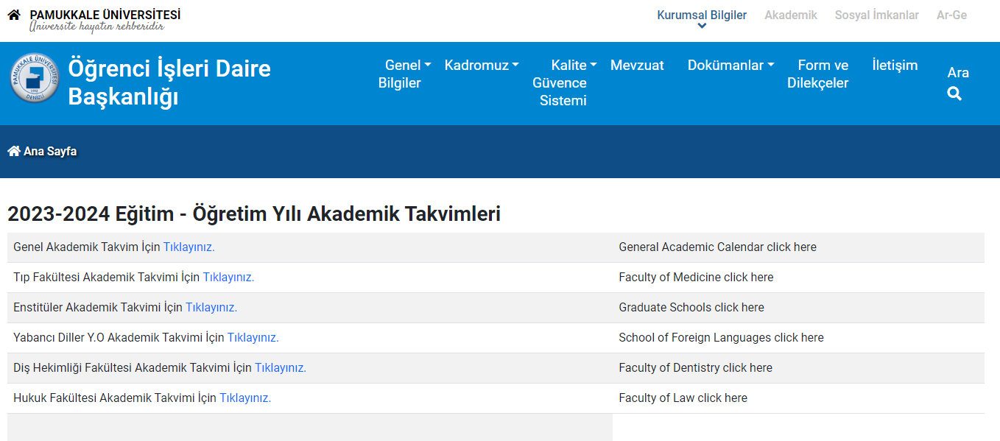 PAMUKKALE ÜNİVERSİTESİ
Üniversite hayatın rehberidir
Kurumsal Bilgiler
Akademik
Sosyal İmkanlar
Ar-Ge
PAMUKKALE ÜNİVERSİTESİ
1992
DENİZLİ
Öğrenci İşleri Daire
Başkanlığı
Genel
Bilgiler
Kadromuz
Kalite
Güvence
Sistemi
Mevzuat
Dokümanlar
Form ve
Dilekçeler
İletişim
Ara
Ana Sayfa
2023-2024 Eğitim - Öğretim Yılı Akademik Takvimleri
Genel Akademik Takvim İçin Tıklayınız.
General Academic Calendar click here
Tıp Fakültesi Akademik Takvimi İçin Tıklayınız.
Faculty of Medicine click here
Enstitüler Akademik Takvimi İçin Tıklayınız.
Graduate Schools click here
Yabancı Diller Y.O Akademik Takvimi İçin Tıklayınız.
School of Foreign Languages click here
Diş Hekimliği Fakültesi Akademik Takvimi İçin Tıklayınız.
Faculty of Dentistry click here
Hukuk Fakültesi Akademik Takvimi İçin Tıklayınız.
Faculty of Law click here